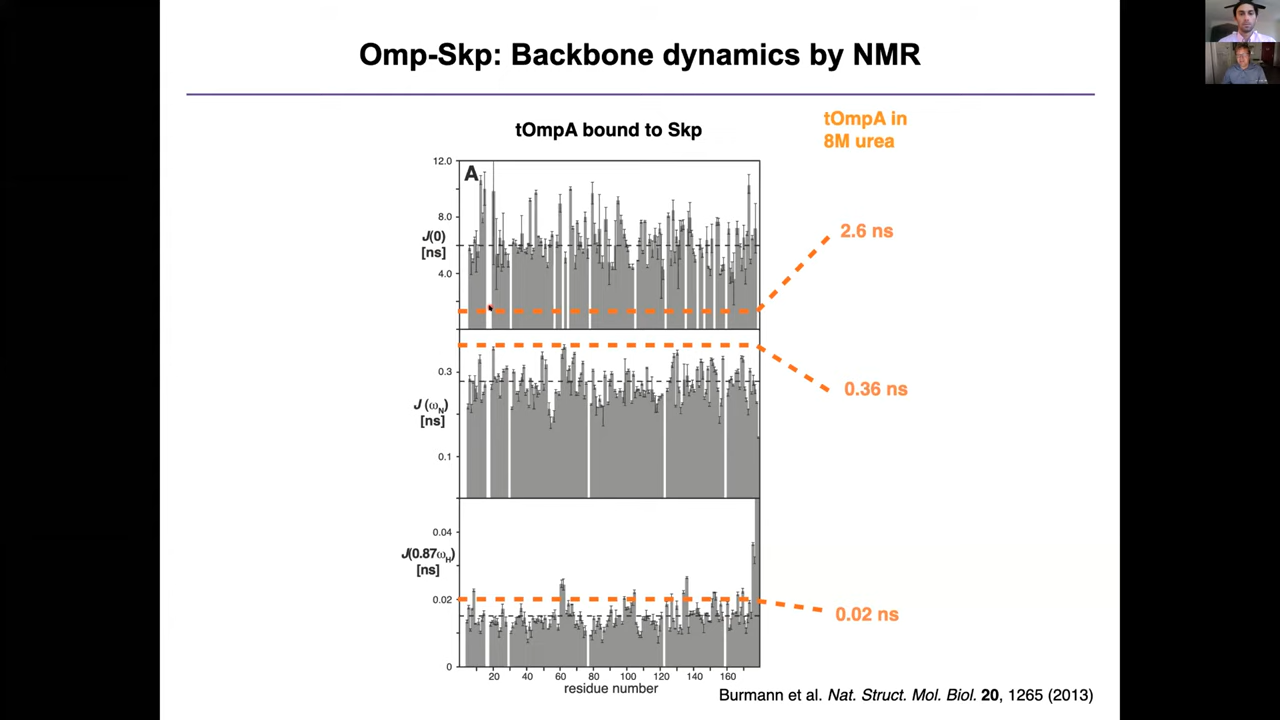 Omp-Skp: Backbone dynamics by NMR
tOmpA bound to Skp
tOmpA in
8M urea
A
12.0
8.0
J(0)
[ns]
4.0
2.6 ns
0.3
J (ωN)
[ns]
0.1
0.36 ns
0.04
J(0.87ωH)
[ns]
0.02
0
0.02 ns
20 40 60 80 100 120 140 160
residue number
Burmann et al. Nat. Struct. Mol. Biol. 20, 1265 (2013)